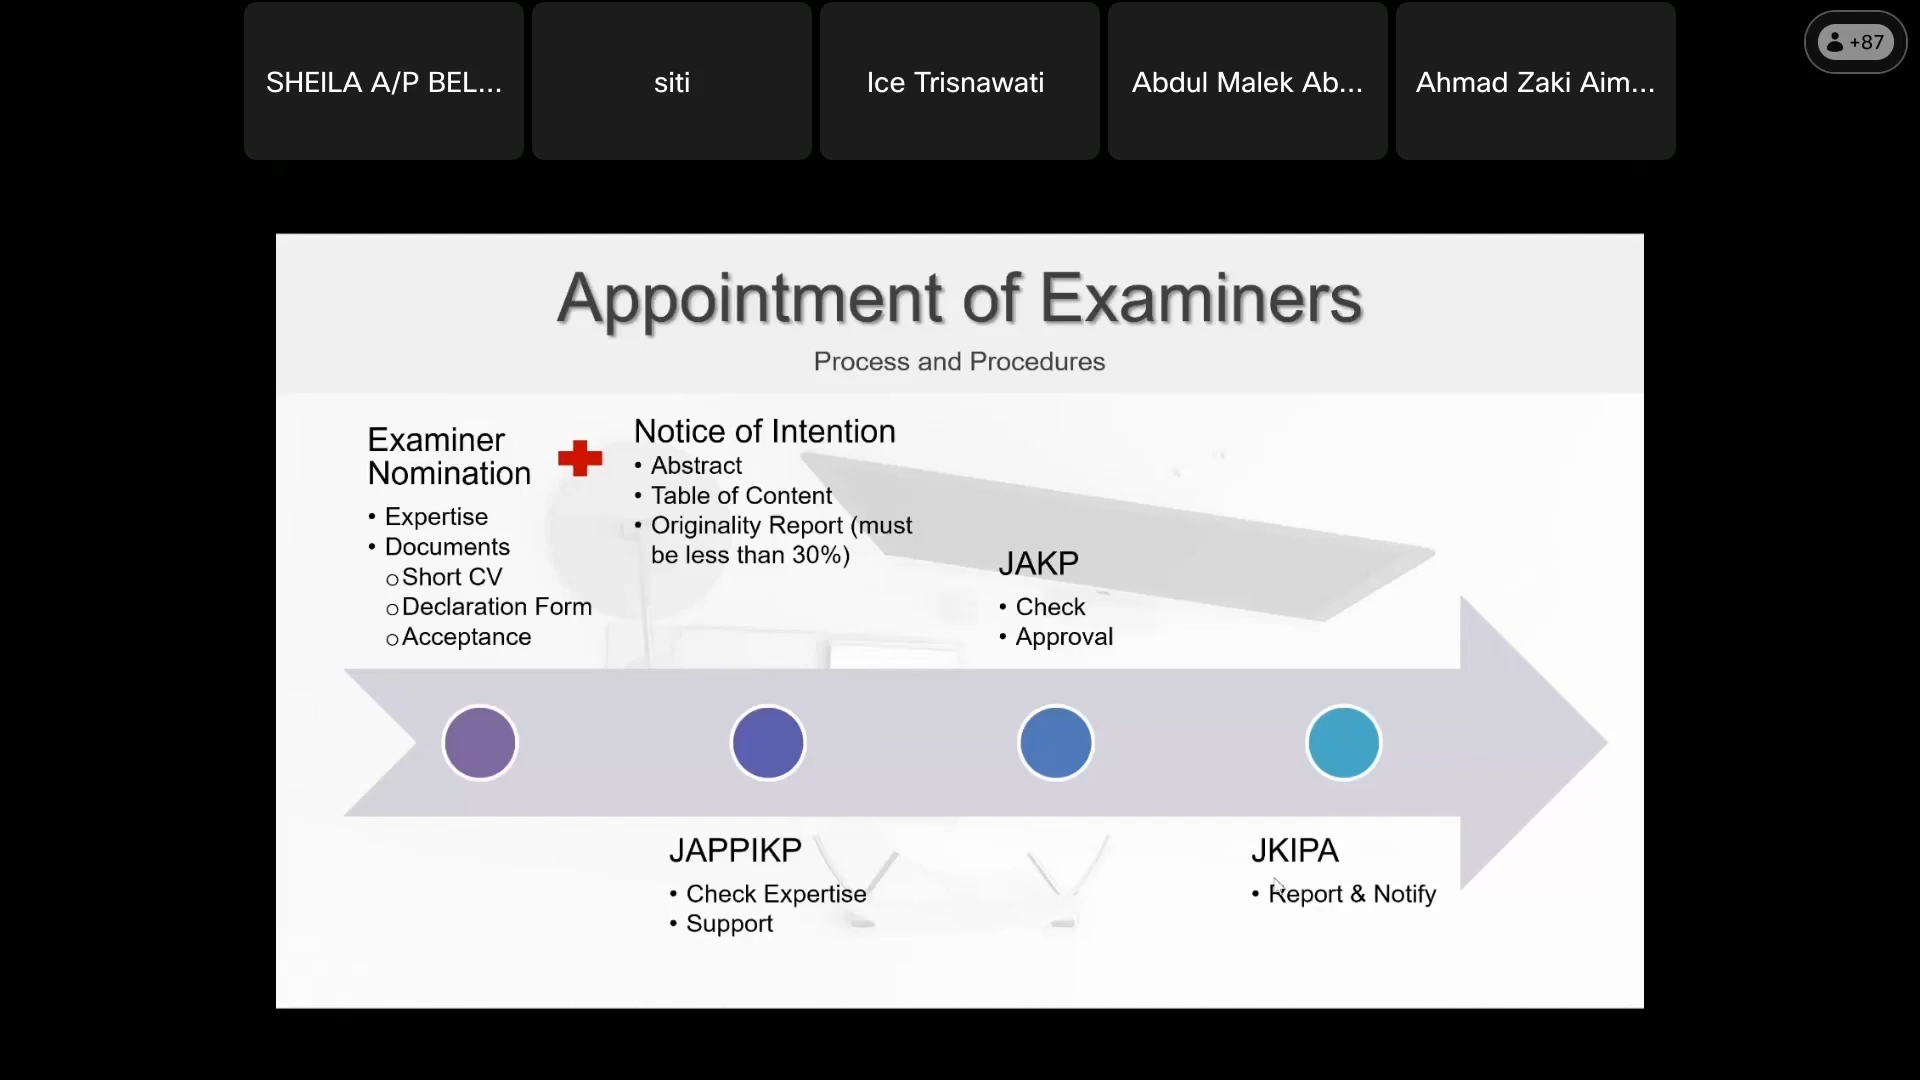 SHEILA A/P BEL...
siti
Ice Trisnawati
Abdul Malek Ab...
Ahmad Zaki Aim...
+87
Appointment of Examiners
Process and Procedures
Examiner
Nomination
• Expertise
• Documents
o Short CV
o Declaration Form
o Acceptance
Notice of Intention
• Abstract
• Table of Content
• Originality Report (must
be less than 30%)
JAKP
• Check
• Approval
JAPPIKP
• Check Expertise
• Support
JKIPA
• Report & Notify